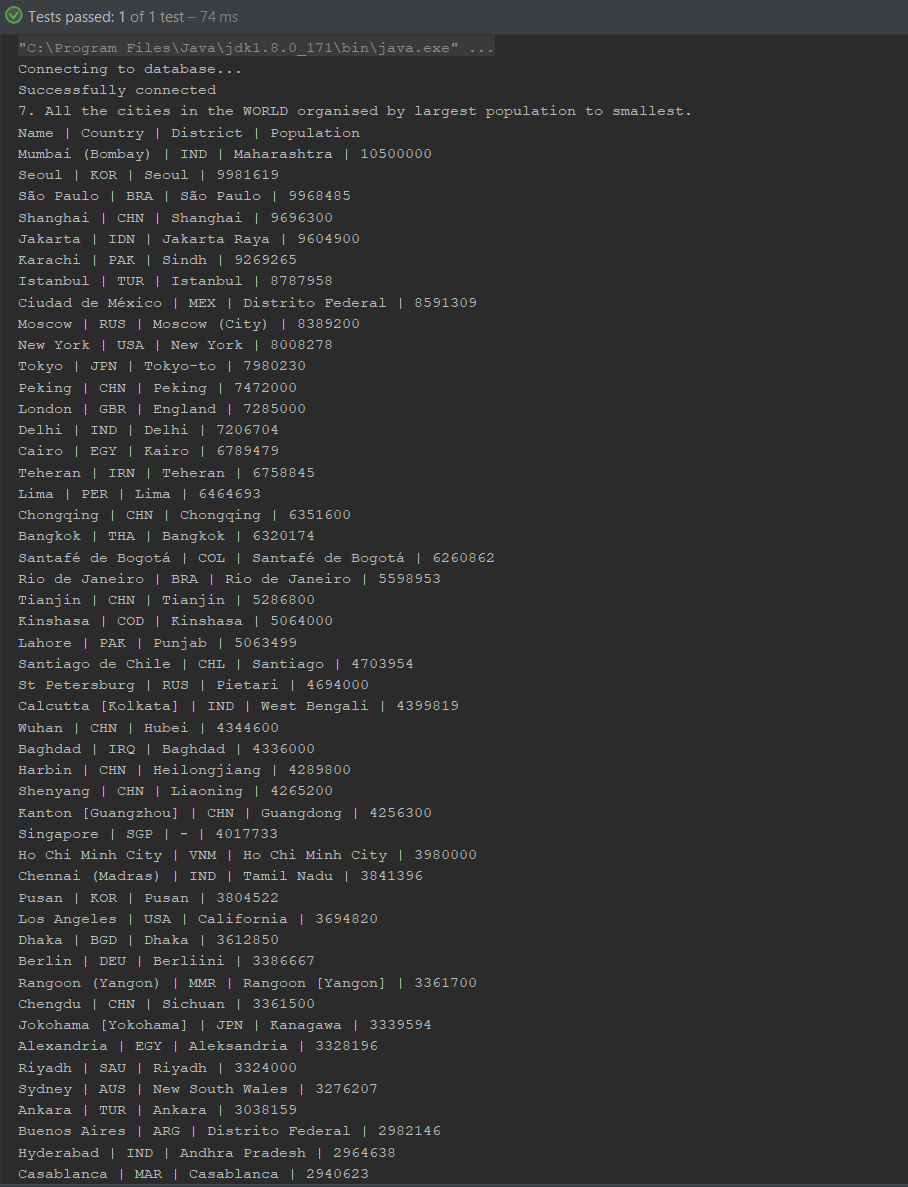 Tests passed: 1 of 1 test – 74 ms
"C:\Program Files\Java\jdk1.8.0_171\bin\java.exe" ...
Connecting to database...
Successfully connected
7. All the cities in the WORLD organised by largest population to smallest.
Name | Country | District | Population
Mumbai (Bombay) | IND | Maharashtra | 10500000
Seoul | KOR | Seoul | 9981619
São Paulo | BRA | São Paulo | 9968485
Shanghai | CHN | Shanghai | 9696300
Jakarta | IDN | Jakarta Raya | 9604900
Karachi | PAK | Sindh | 9269265
Istanbul | TUR | Istanbul | 8787958
Ciudad de México | MEX | Distrito Federal | 8591309
Moscow | RUS | Moscow (City) | 8389200
New York | USA | New York | 8008278
Tokyo | JPN | Tokyo-to | 7980230
Peking | CHN | Peking | 7472000
London | GBR | England | 7285000
Delhi | IND | Delhi | 7206704
Cairo | EGY | Kairo | 6789479
Teheran | IRN | Teheran | 6758845
Lima | PER | Lima | 6464693
Chongqing | CHN | Chongqing | 6351600
Bangkok | THA | Bangkok | 6320174
Santafé de Bogotá | COL | Santafé de Bogotá | 6260862
Rio de Janeiro | BRA | Rio de Janeiro | 5598953
Tianjin | CHN | Tianjin | 5286800
Kinshasa | COD | Kinshasa | 5064000
Lahore | PAK | Punjab | 5063499
Santiago de Chile | CHL | Santiago | 4703954
St Petersburg | RUS | Pietari | 4694000
Calcutta [Kolkata] | IND | West Bengali | 4399819
Wuhan | CHN | Hubei | 4344600
Baghdad | IRQ | Baghdad | 4336000
Harbin | CHN | Heilongjiang | 4289800
Shenyang | CHN | Liaoning | 4265200
Kanton [Guangzhou] | CHN | Guangdong | 4256300
Singapore | SGP | - | 4017733
Ho Chi Minh City | VNM | Ho Chi Minh City | 3980000
Chennai (Madras) | IND | Tamil Nadu | 3841396
Pusan | KOR | Pusan | 3804522
Los Angeles | USA | California | 3694820
Dhaka | BGD | Dhaka | 3612850
Berlin | DEU | Berliini | 3386667
Rangoon (Yangon) | MMR | Rangoon [Yangon] | 3361700
Chengdu | CHN | Sichuan | 3361500
Jokohama [Yokohama] | JPN | Kanagawa | 3339594
Alexandria | EGY | Aleksandria | 3328196
Riyadh | SAU | Riyadh | 3324000
Sydney | AUS | New South Wales | 3276207
Ankara | TUR | Ankara | 3038159
Buenos Aires | ARG | Distrito Federal | 2982146
Hyderabad | IND | Andhra Pradesh | 2964638
Casablanca | MAR | Casablanca | 2940623